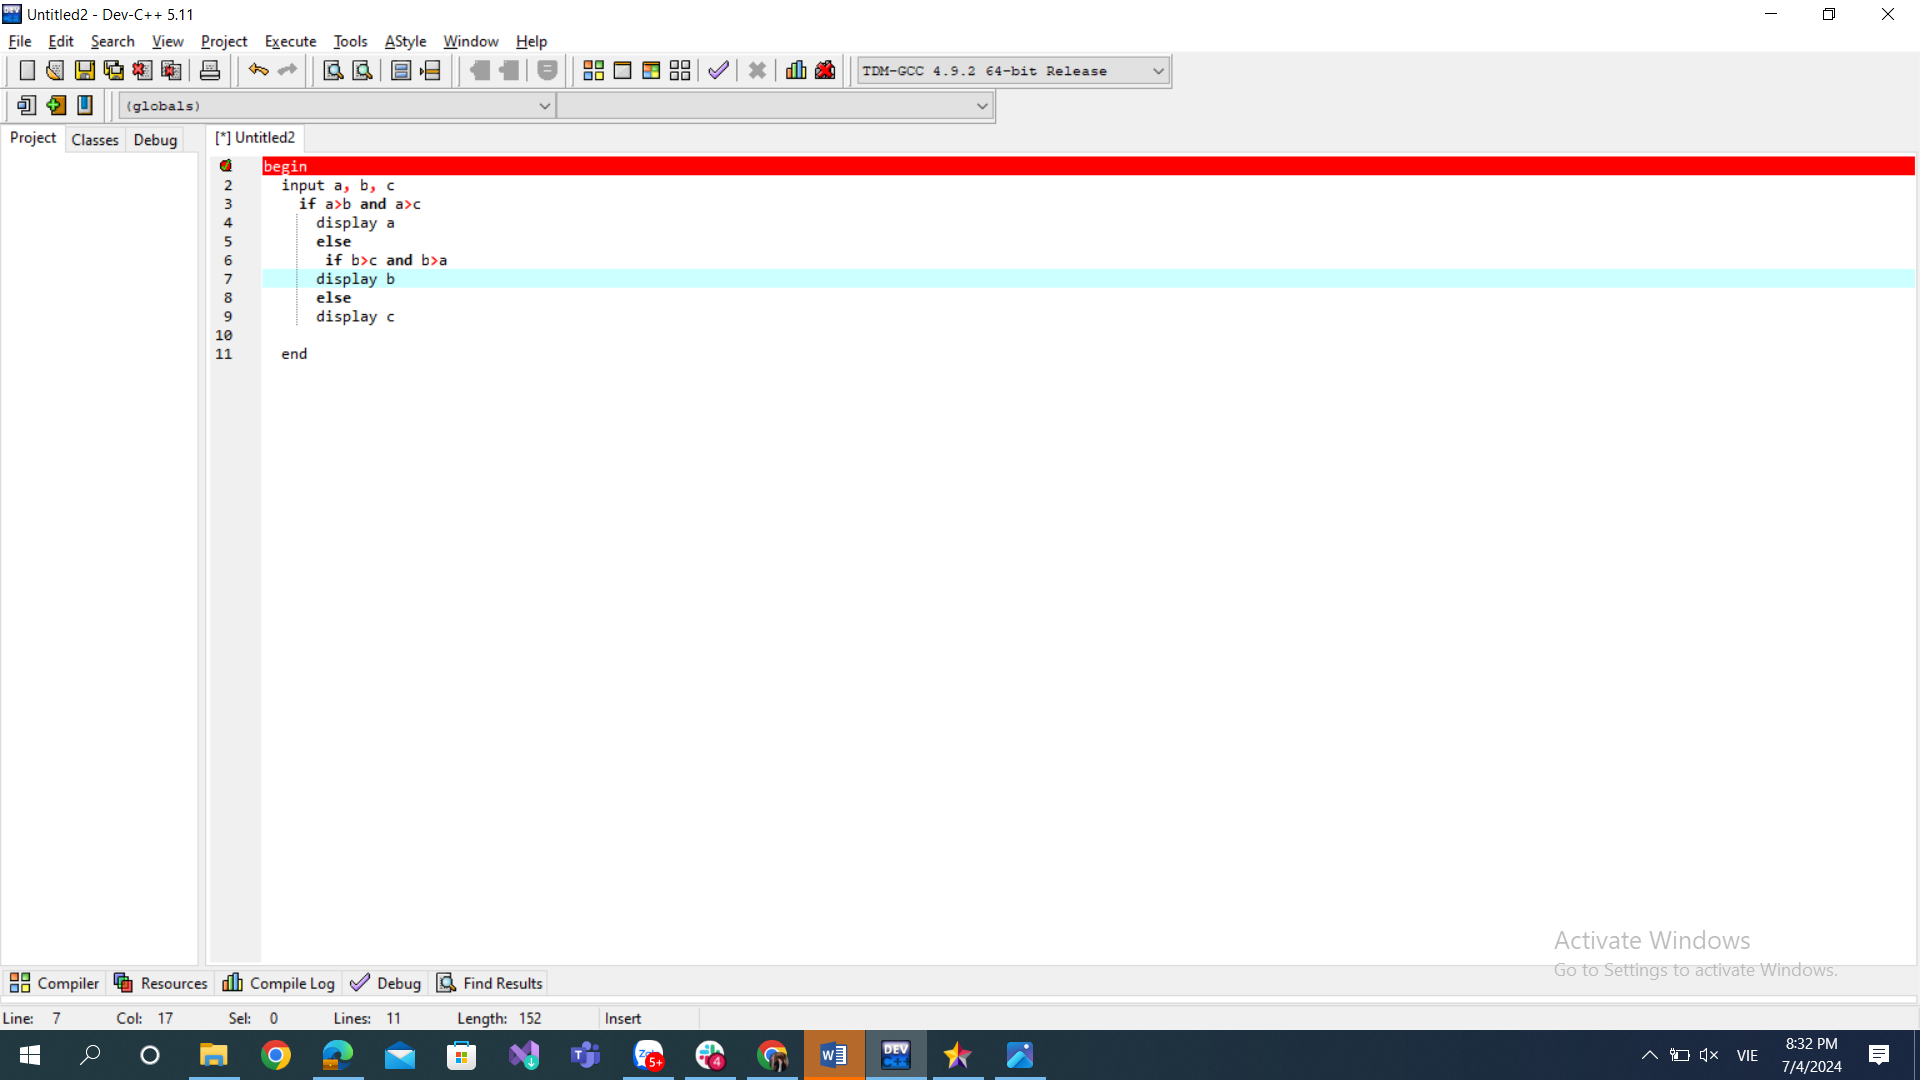 Untitled2 - Dev-C++ 5.11
File Edit Search View Project Execute Tools AStyle Window Help
TDM-GCC 4.9.2 64-bit Release
(globals)
Project Classes Debug [*] Untitled2
begin
2 input a, b, c
3 if a>b and a>c
4 display a
5 else
6 if b>c and b>a
7 display b
8 else
9 display c
10
11 end
Activate Windows
Go to Settings to activate Windows.
Compiler Resources Compile Log Debug Find Results
Line: 7 Col: 17 Sel: 0 Lines: 11 Length: 152 Insert
DEV
5+
4
VIE
8:32 PM
7/4/2024